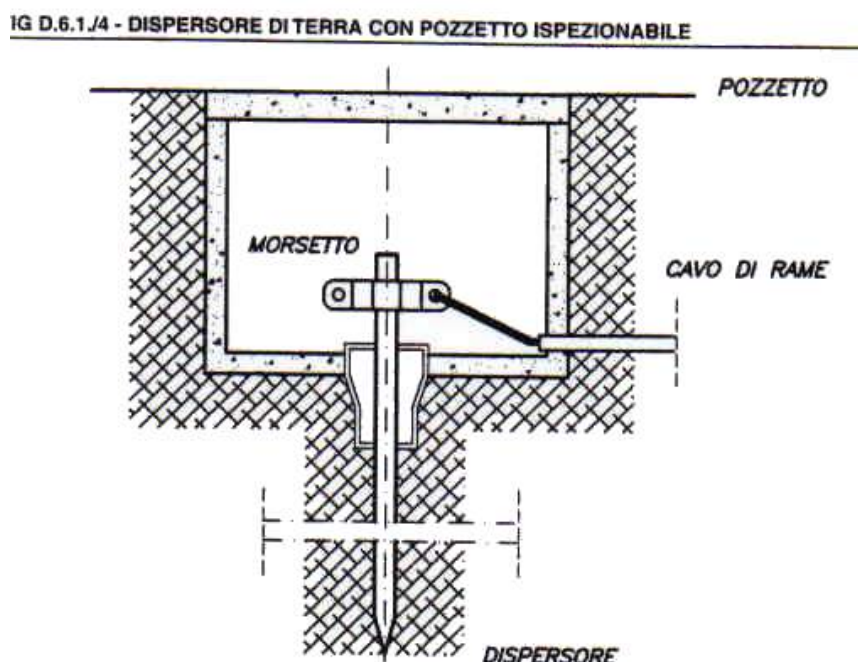 IG D.6.1./4 - DISPERSORE DI TERRA CON POZZETTO ISPEZIONABILE
POZZETTO
MORSETTO
CAVO DI RAME
DISPERSORE